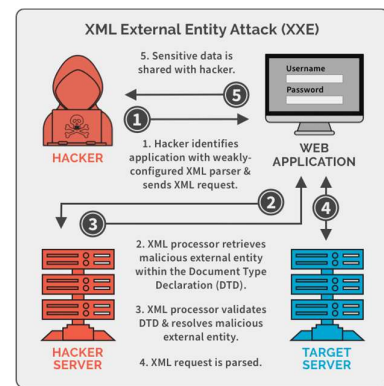 XML External Entity Attack (XXE)
5. Sensitive data is
shared with hacker.
Username
Password
5
1
HACKER
1. Hacker identifies
application with weakly-
configured XML parser &
sends XML request.
WEB
APPLICATION
2
3
4
2. XML processor retrieves
malicious external entity
within the Document Type
Declaration (DTD).
3. XML processor validates
DTD & resolves malicious
external entity.
4. XML request is parsed.
HACKER
SERVER
TARGET
SERVER